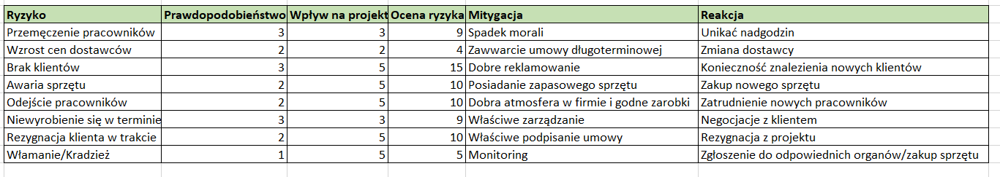 Ryzyko Prawdopodobieństwo Wpływ na projekt Ocena ryzyka Mitygacja Reakcja
Przemęczenie pracowników 3 3 9 Spadek morali Unikać nadgodzin
Wzrost cen dostawców 2 2 4 Zawwarcie umowy długoterminowej Zmiana dostawcy
Brak klientów 3 5 15 Dobre reklamowanie Konieczność znalezienia nowych klientów
Awaria sprzętu 2 5 10 Posiadanie zapasowego sprzętu Zakup nowego sprzętu
Odejście pracowników 2 5 10 Dobra atmosfera w firmie i godne zarobki Zatrudnienie nowych pracowników
Niewyrobienie się w terminie 3 3 9 Właściwe zarządzanie Negocjacje z klientem
Rezygnacja klienta w trakcie 2 5 10 Właściwe podpisanie umowy Rezygnacja z projektu
Włamanie/Kradzież 1 5 5 Monitoring Zgłoszenie do odpowiednich organów/zakup sprzętu